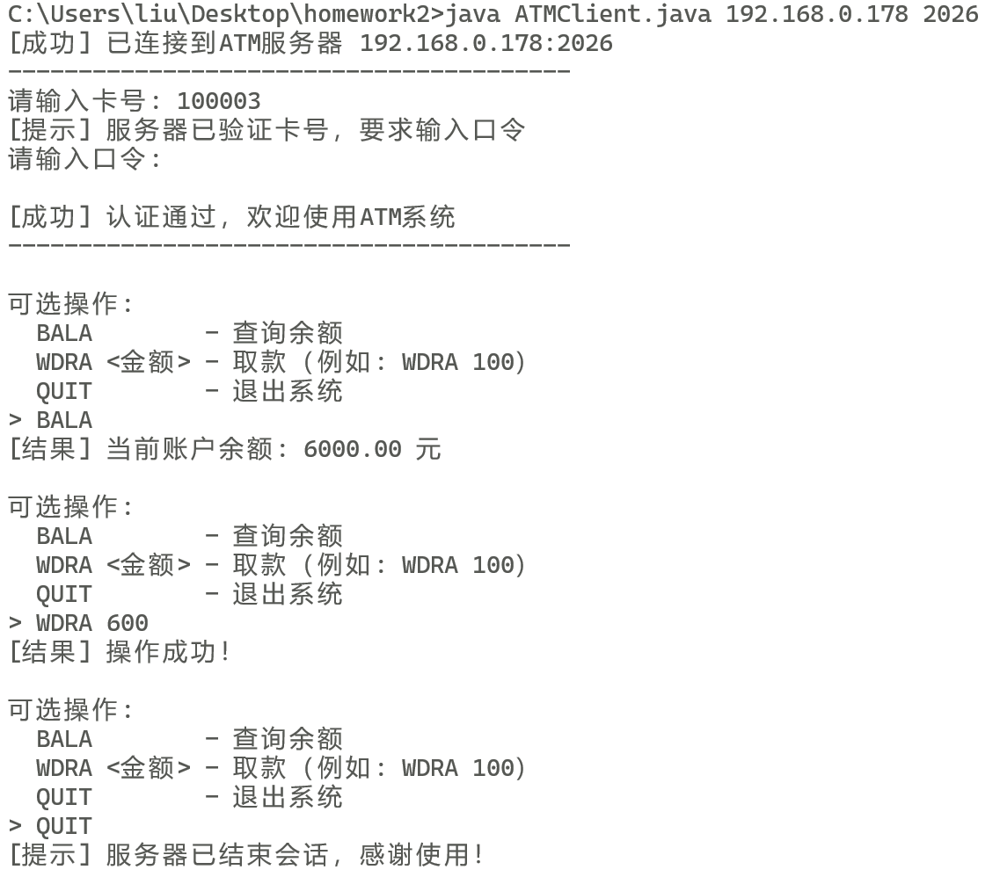 C:\Users\liu\Desktop\homework2>java ATMClient.java 192.168.0.178 2026
[成功] 已连接到ATM服务器 192.168.0.178:2026
----------------------------------------
请输入卡号: 100003
[提示] 服务器已验证卡号, 要求输入口令
请输入口令:
[成功] 认证通过, 欢迎使用ATM系统
----------------------------------------
可选操作:
  BALA        - 查询余额
  WDRA <金额> - 取款 (例如: WDRA 100)
  QUIT        - 退出系统
> BALA
[结果] 当前账户余额: 6000.00 元
可选操作:
  BALA        - 查询余额
  WDRA <金额> - 取款 (例如: WDRA 100)
  QUIT        - 退出系统
> WDRA 600
[结果] 操作成功!
可选操作:
  BALA        - 查询余额
  WDRA <金额> - 取款 (例如: WDRA 100)
  QUIT        - 退出系统
> QUIT
[提示] 服务器已结束会话, 感谢使用!